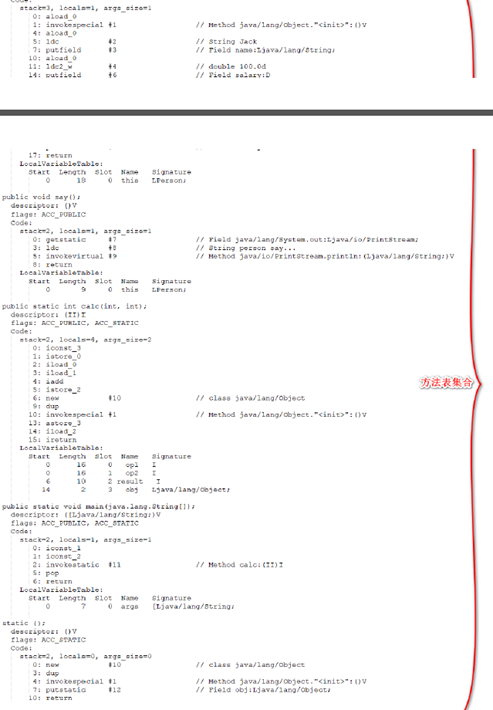 Code:
stack=3, locals=1, args_size=1
0: aload_0
1: invokespecial #1 // Method java/lang/Object."<init>":()V
4: aload_0
5: ldc #2 // String Jack
7: putfield #3 // Field name:Ljava/lang/String;
10: aload_0
11: ldc2_w #4 // double 100.0d
14: putfield #6 // Field salary:D
17: return
LocalVariableTable:
Start Length Slot Name Signature
0 18 0 this LPerson;
public void say();
descriptor: ()V
flags: ACC_PUBLIC
Code:
stack=2, locals=1, args_size=1
0: getstatic #7 // Field java/lang/System.out:Ljava/io/PrintStream;
3: ldc #8 // String person say...
5: invokevirtual #9 // Method java/io/PrintStream.println:(Ljava/lang/String;)V
8: return
LocalVariableTable:
Start Length Slot Name Signature
0 9 0 this LPerson;
public static int calc(int, int);
descriptor: (II)I
flags: ACC_PUBLIC, ACC_STATIC
Code:
stack=2, locals=4, args_size=2
0: iconst_3
1: istore_0
2: iload_0
3: iload_1
4: iadd
5: istore_2
6: new #10 // class java/lang/Object
9: dup
10: invokespecial #1 // Method java/lang/Object."<init>":()V
13: astore_3
14: iload_2
15: ireturn
LocalVariableTable:
Start Length Slot Name Signature
0 16 0 op1 I
0 16 1 op2 I
6 10 2 result I
14 2 3 obj Ljava/lang/Object;
方法表集合
public static void main(java.lang.String[]);
descriptor: ([Ljava/lang/String;)V
flags: ACC_PUBLIC, ACC_STATIC
Code:
stack=2, locals=1, args_size=1
0: iconst_1
1: iconst_2
2: invokestatic #11 // Method calc:(II)I
5: pop
6: return
LocalVariableTable:
Start Length Slot Name Signature
0 7 0 args [Ljava/lang/String;
static {};
descriptor: ()V
flags: ACC_STATIC
Code:
stack=2, locals=0, args_size=0
0: new #10 // class java/lang/Object
3: dup
4: invokespecial #1 // Method java/lang/Object."<init>":()V
7: putstatic #12 // Field obj:Ljava/lang/Object;
10: return